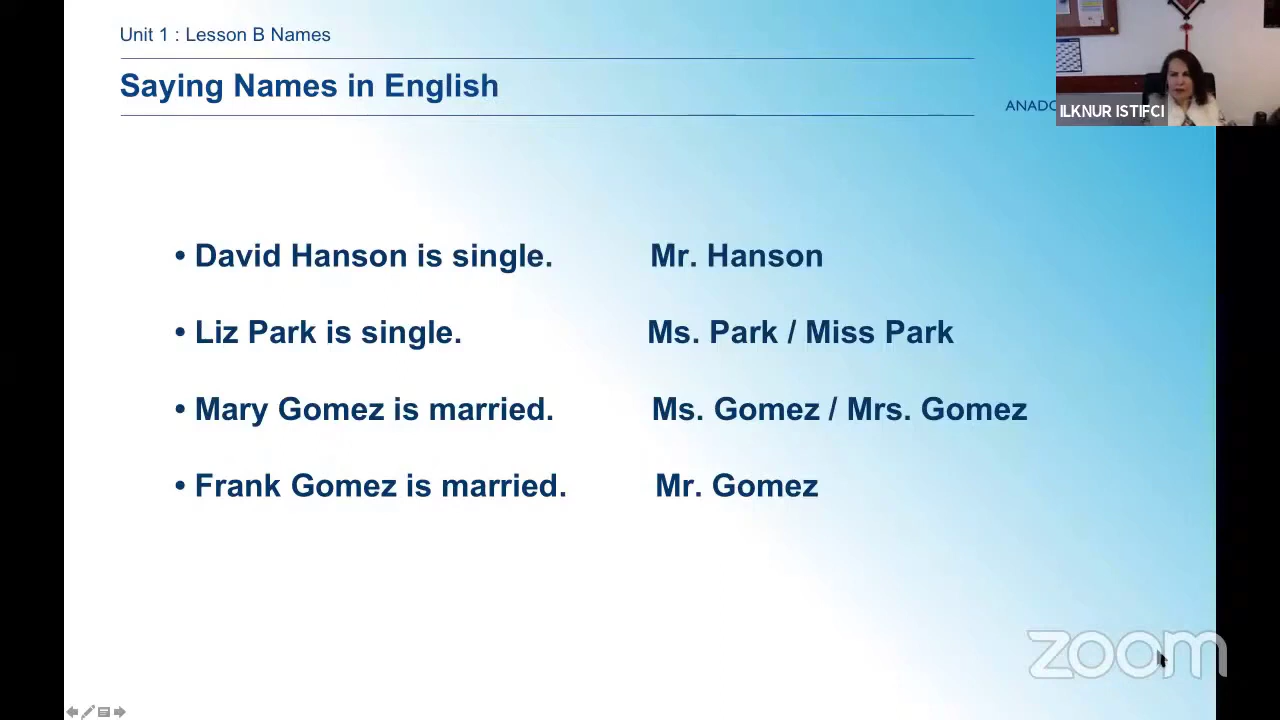 Unit 1 : Lesson B Names
Saying Names in English
ANADO
ILKNUR ISTIFCI
• David Hanson is single. Mr. Hanson
• Liz Park is single. Ms. Park / Miss Park
• Mary Gomez is married. Ms. Gomez / Mrs. Gomez
• Frank Gomez is married. Mr. Gomez
zoom